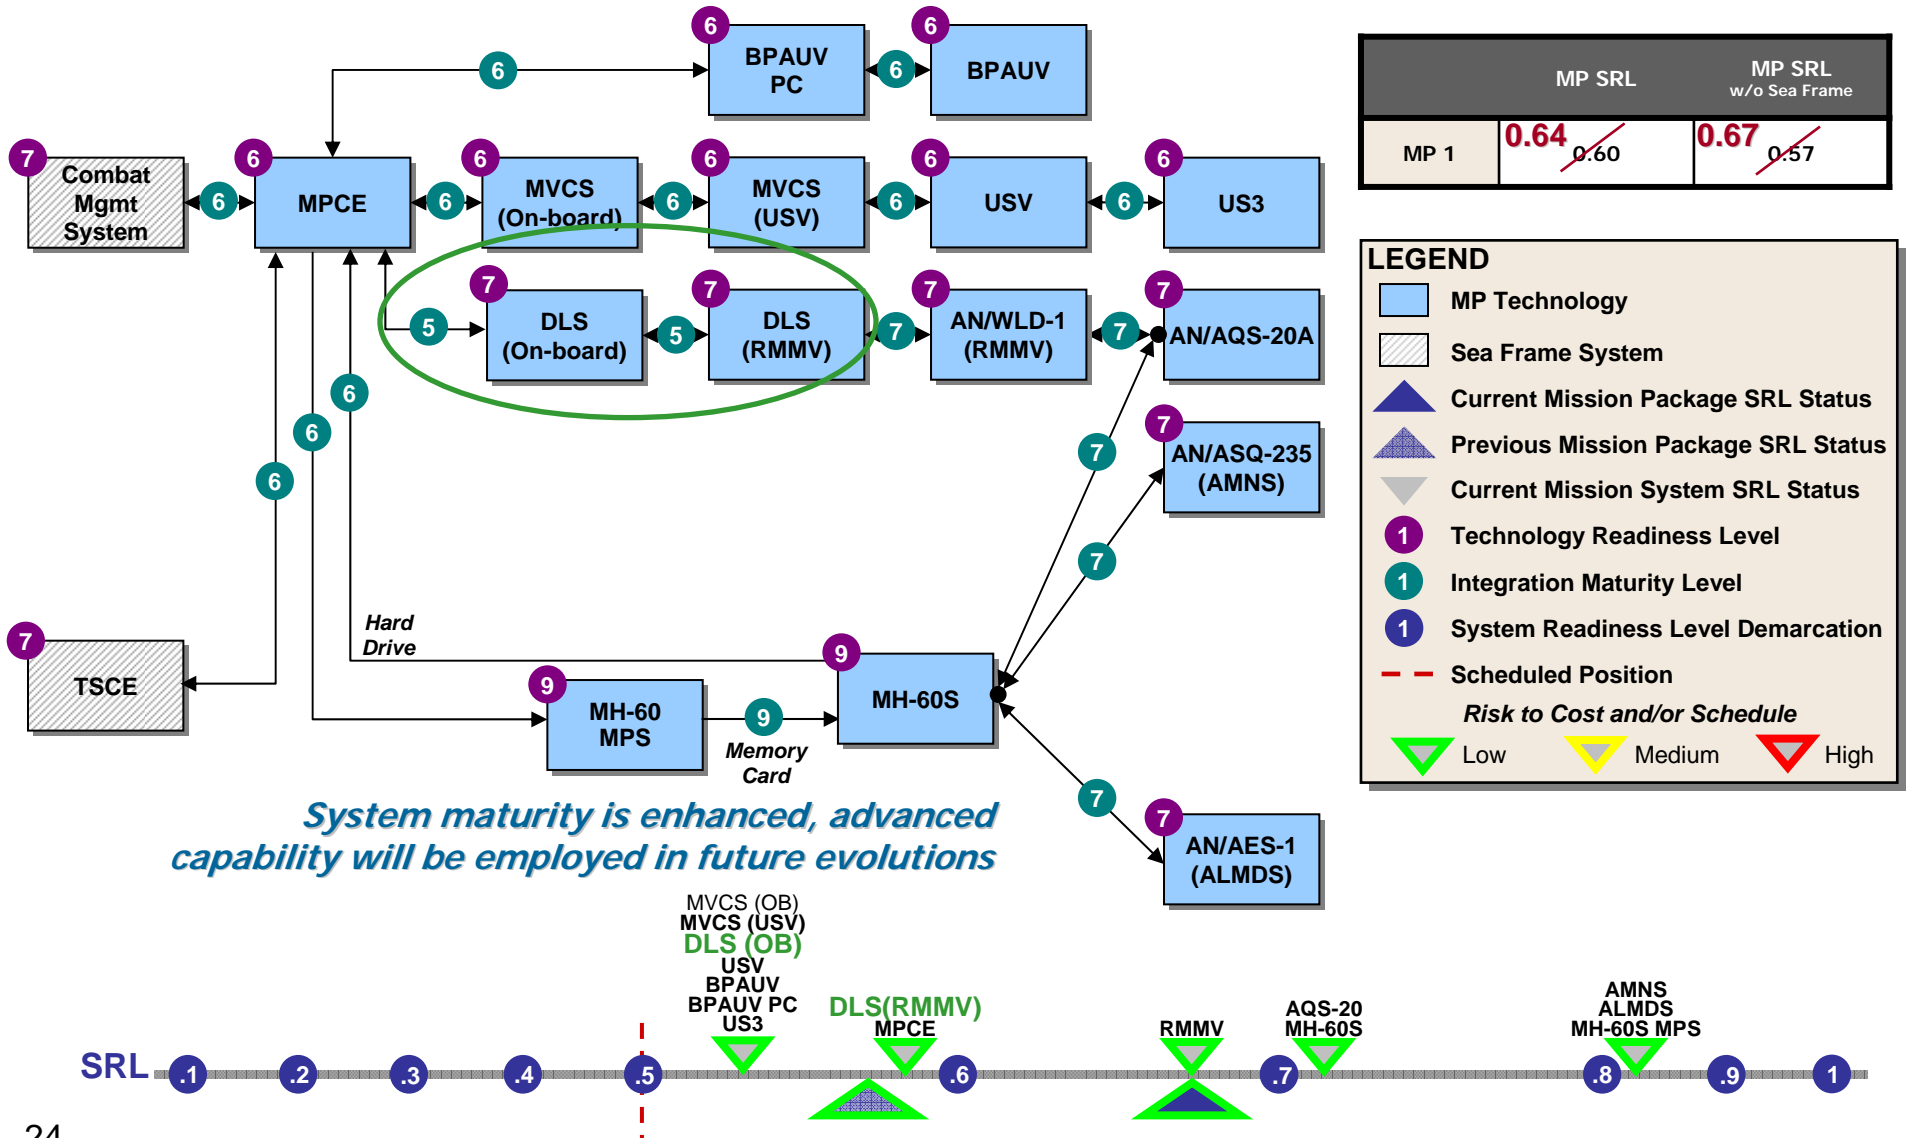 6
BPAUV
PC
6
6
6
BPAUV
7
Combat
Mgmt
System
6
6
MPCE
6
6
MVCS
(On-board)
6
6
MVCS
(USV)
6
6
USV
6
6
US3
5
7
DLS
(On-board)
5
7
DLS
(RMMV)
7
7
AN/WLD-1
(RMMV)
7
7
AN/AQS-20A
6
6
6
7
7
AN/ASQ-235
(AMNS)
7
Hard
Drive
7
TSCE
9
MH-60
MPS
9
Memory
Card
9
MH-60S
7
7
AN/AES-1
(ALMDS)
MP SRL
MP SRL
w/o Sea Frame
MP 1
0.64 0.60
0.67 0.57
LEGEND
MP Technology
Sea Frame System
Current Mission Package SRL Status
Previous Mission Package SRL Status
Current Mission System SRL Status
1 Technology Readiness Level
1 Integration Maturity Level
1 System Readiness Level Demarcation
Scheduled Position
Risk to Cost and/or Schedule
Low Medium High
System maturity is enhanced, advanced
capability will be employed in future evolutions
MVCS (OB)
MVCS (USV)
DLS (OB)
USV
BPAUV
BPAUV PC
US3
DLS(RMMV)
MPCE
RMMV
AQS-20
MH-60S
AMNS
ALMDS
MH-60S MPS
SRL .1 .2 .3 .4 .5 .6 .7 .8 .9 1
24